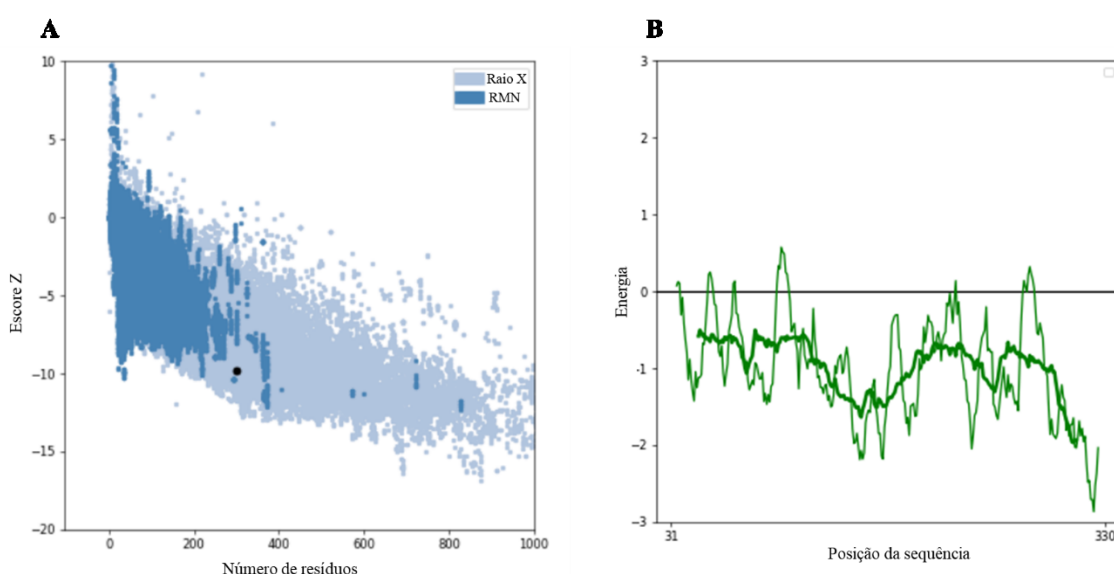 A
B
10
5
0
−5
−10
−15
−20
Escore Z
Raio X
RMN
0
200
400
600
800
1000
Número de resíduos
3
2
1
0
−1
−2
−3
Energia
31
330
Posição da sequência